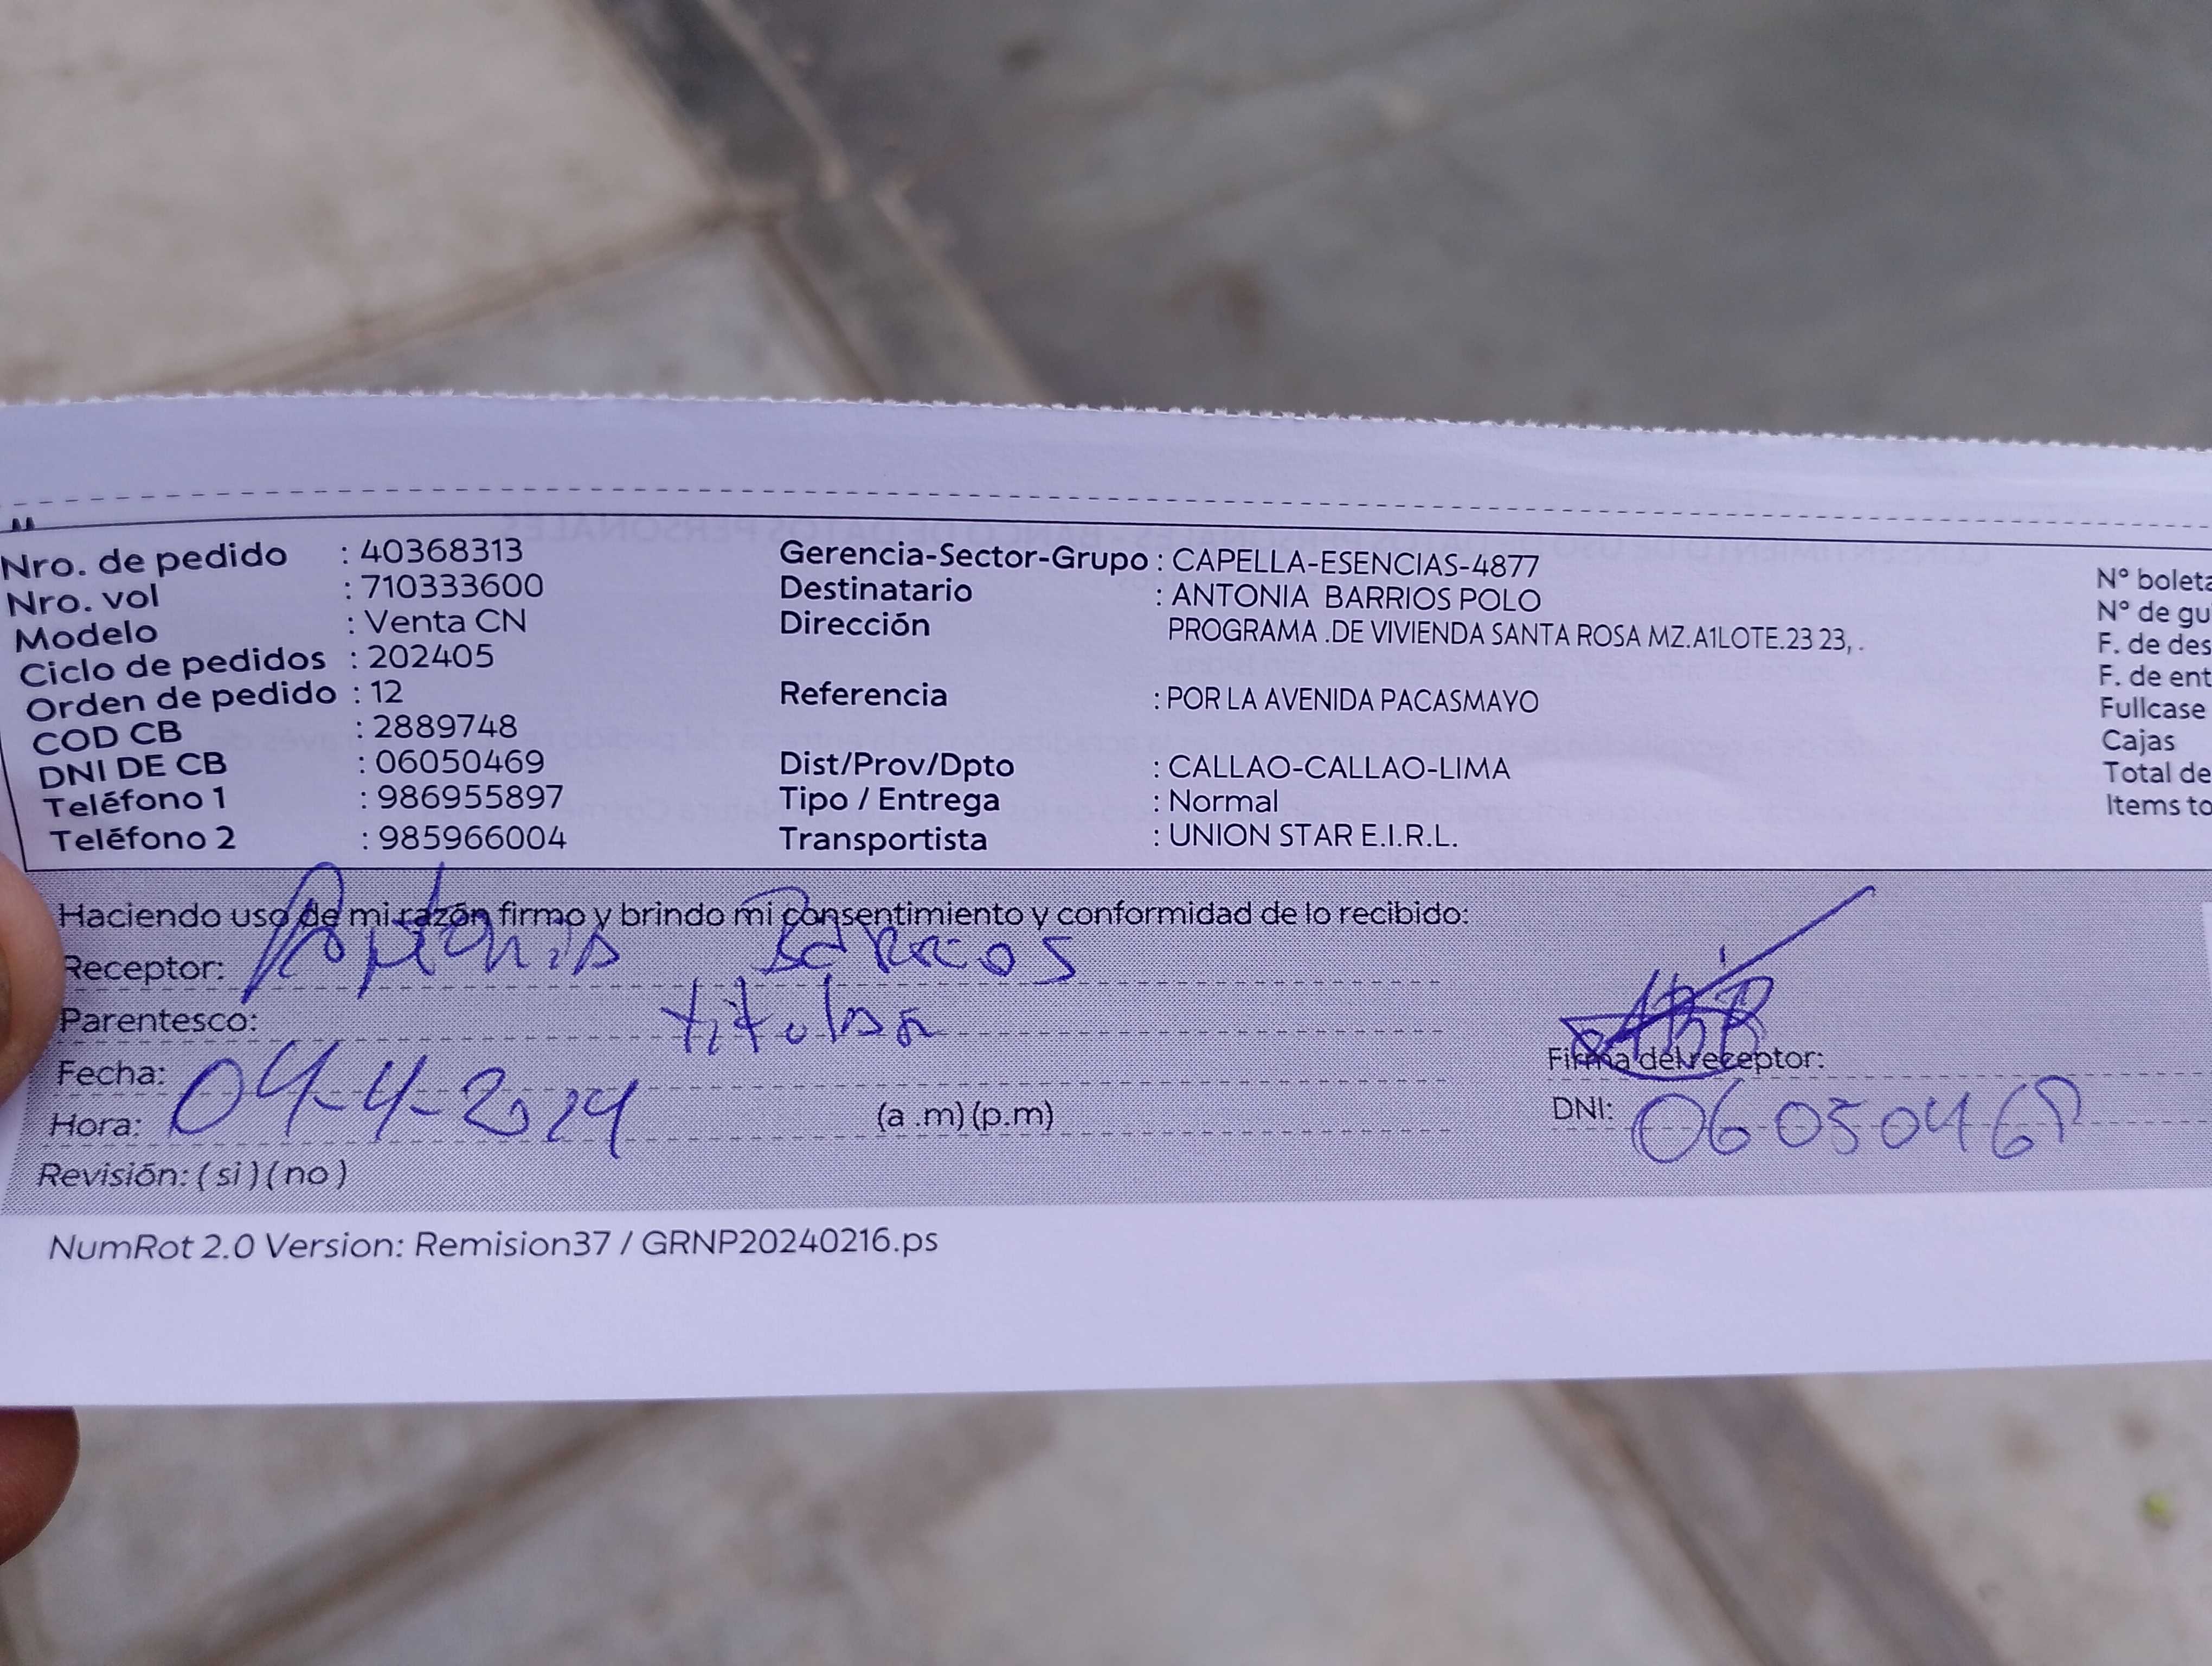 Nro. de pedido : 40368313
Nro. vol : 710333600
Modelo : Venta CN
Ciclo de pedidos : 202405
Orden de pedido : 12
COD CB : 2889748
DNI DE CB : 06050469
Teléfono 1 : 986955897
Teléfono 2 : 985966004
Gerencia-Sector-Grupo : CAPELLA-ESENCIAS-4877
Destinatario : ANTONIA BARRIOS POLO
Dirección PROGRAMA .DE VIVIENDA SANTA ROSA MZ.A1LOTE.23 23, .
Referencia : POR LA AVENIDA PACASMAYO
Dist/Prov/Dpto : CALLAO-CALLAO-LIMA
Tipo / Entrega : Normal
Transportista : UNION STAR E.I.R.L.
N° boleta
N° de gu
F. de des
F. de ent
Fullcase
Cajas
Total de
Items to
Haciendo uso de mi razón firmo y brindo mi consentimiento y conformidad de lo recibido:
Receptor: Antonia Barrios
Parentesco: titular
Fecha: 04-4-2024
Hora: (a .m) (p.m)
Revisión: ( si ) ( no )
Firma del receptor:
DNI: 06050469
NumRot 2.0 Version: Remision37 / GRNP20240216.ps